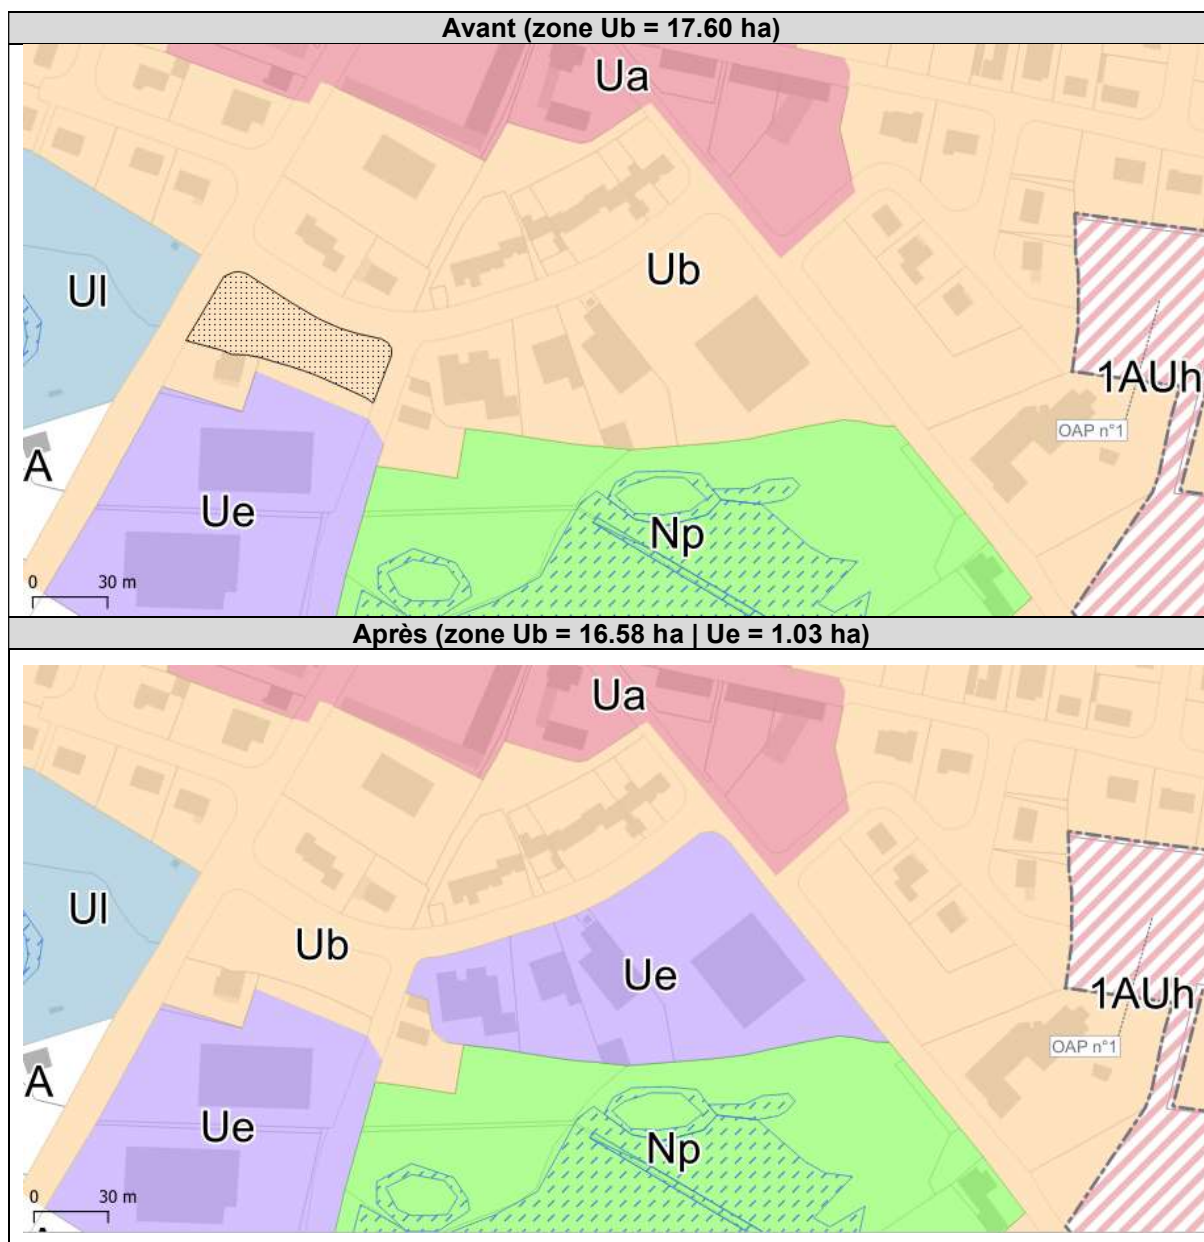 Avant (zone Ub = 17.60 ha)
Ua
Ul
Ub
1AUh
OAP n°1
A
Ue
Np
0 30 m
Après (zone Ub = 16.58 ha | Ue = 1.03 ha)
Ua
Ul
Ub
Ue
1AUh
OAP n°1
A
Ue
Np
0 30 m